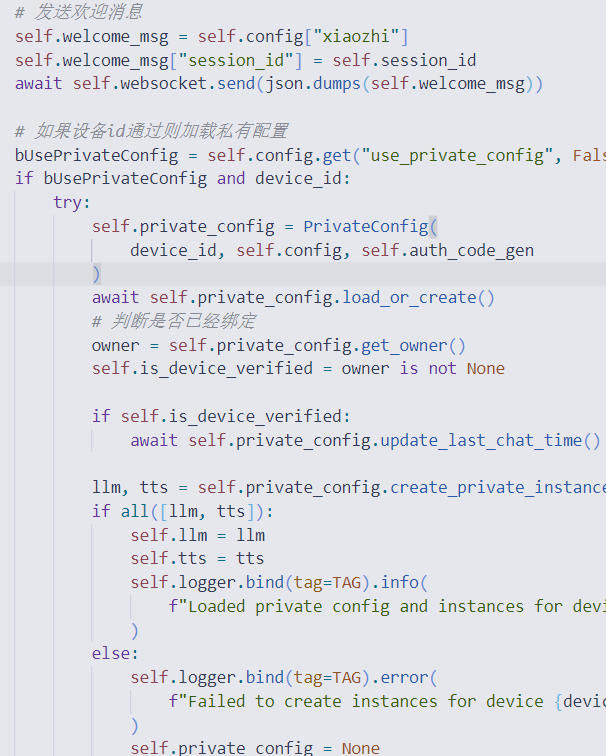 # 发送欢迎消息
self.welcome_msg = self.config["xiaozhi"]
self.welcome_msg["session_id"] = self.session_id
await self.websocket.send(json.dumps(self.welcome_msg))
# 如果设备id通过则加载私有配置
bUsePrivateConfig = self.config.get("use_private_config", Fals
if bUsePrivateConfig and device_id:
try:
self.private_config = PrivateConfig(
device_id, self.config, self.auth_code_gen
)
await self.private_config.load_or_create()
# 判断是否已经绑定
owner = self.private_config.get_owner()
self.is_device_verified = owner is not None
if self.is_device_verified:
await self.private_config.update_last_chat_time()
llm, tts = self.private_config.create_private_instance
if all([llm, tts]):
self.llm = llm
self.tts = tts
self.logger.bind(tag=TAG).info(
f"Loaded private config and instances for devi
)
else:
self.logger.bind(tag=TAG).error(
f"Failed to create instances for device {devic
)
self.private_config = None